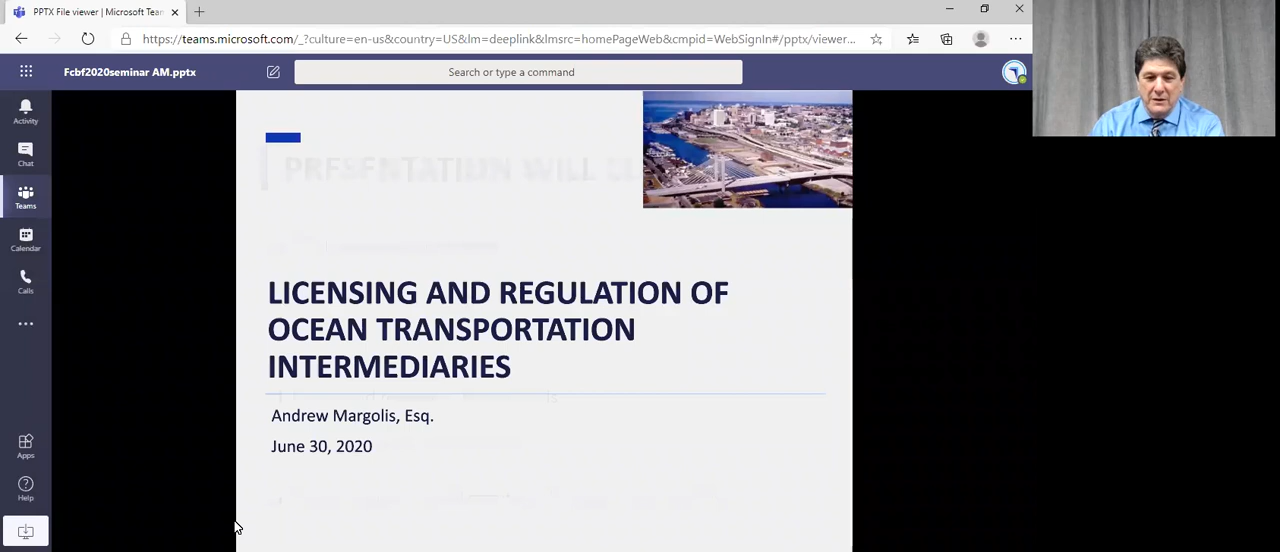 PPTX File viewer | Microsoft Team
https://teams.microsoft.com/_?culture=en-us&country=US&lm=deeplink&lmsrc=homePageWeb&cmpid=WebSignIn#/pptx/viewer...
Fcbf2020seminar AM.pptx
Search or type a command
Activity
Chat
Teams
Calendar
Calls
Apps
Help
PRESENTATION WILL
LICENSING AND REGULATION OF
OCEAN TRANSPORTATION
INTERMEDIARIES
Andrew Margolis, Esq.
June 30, 2020